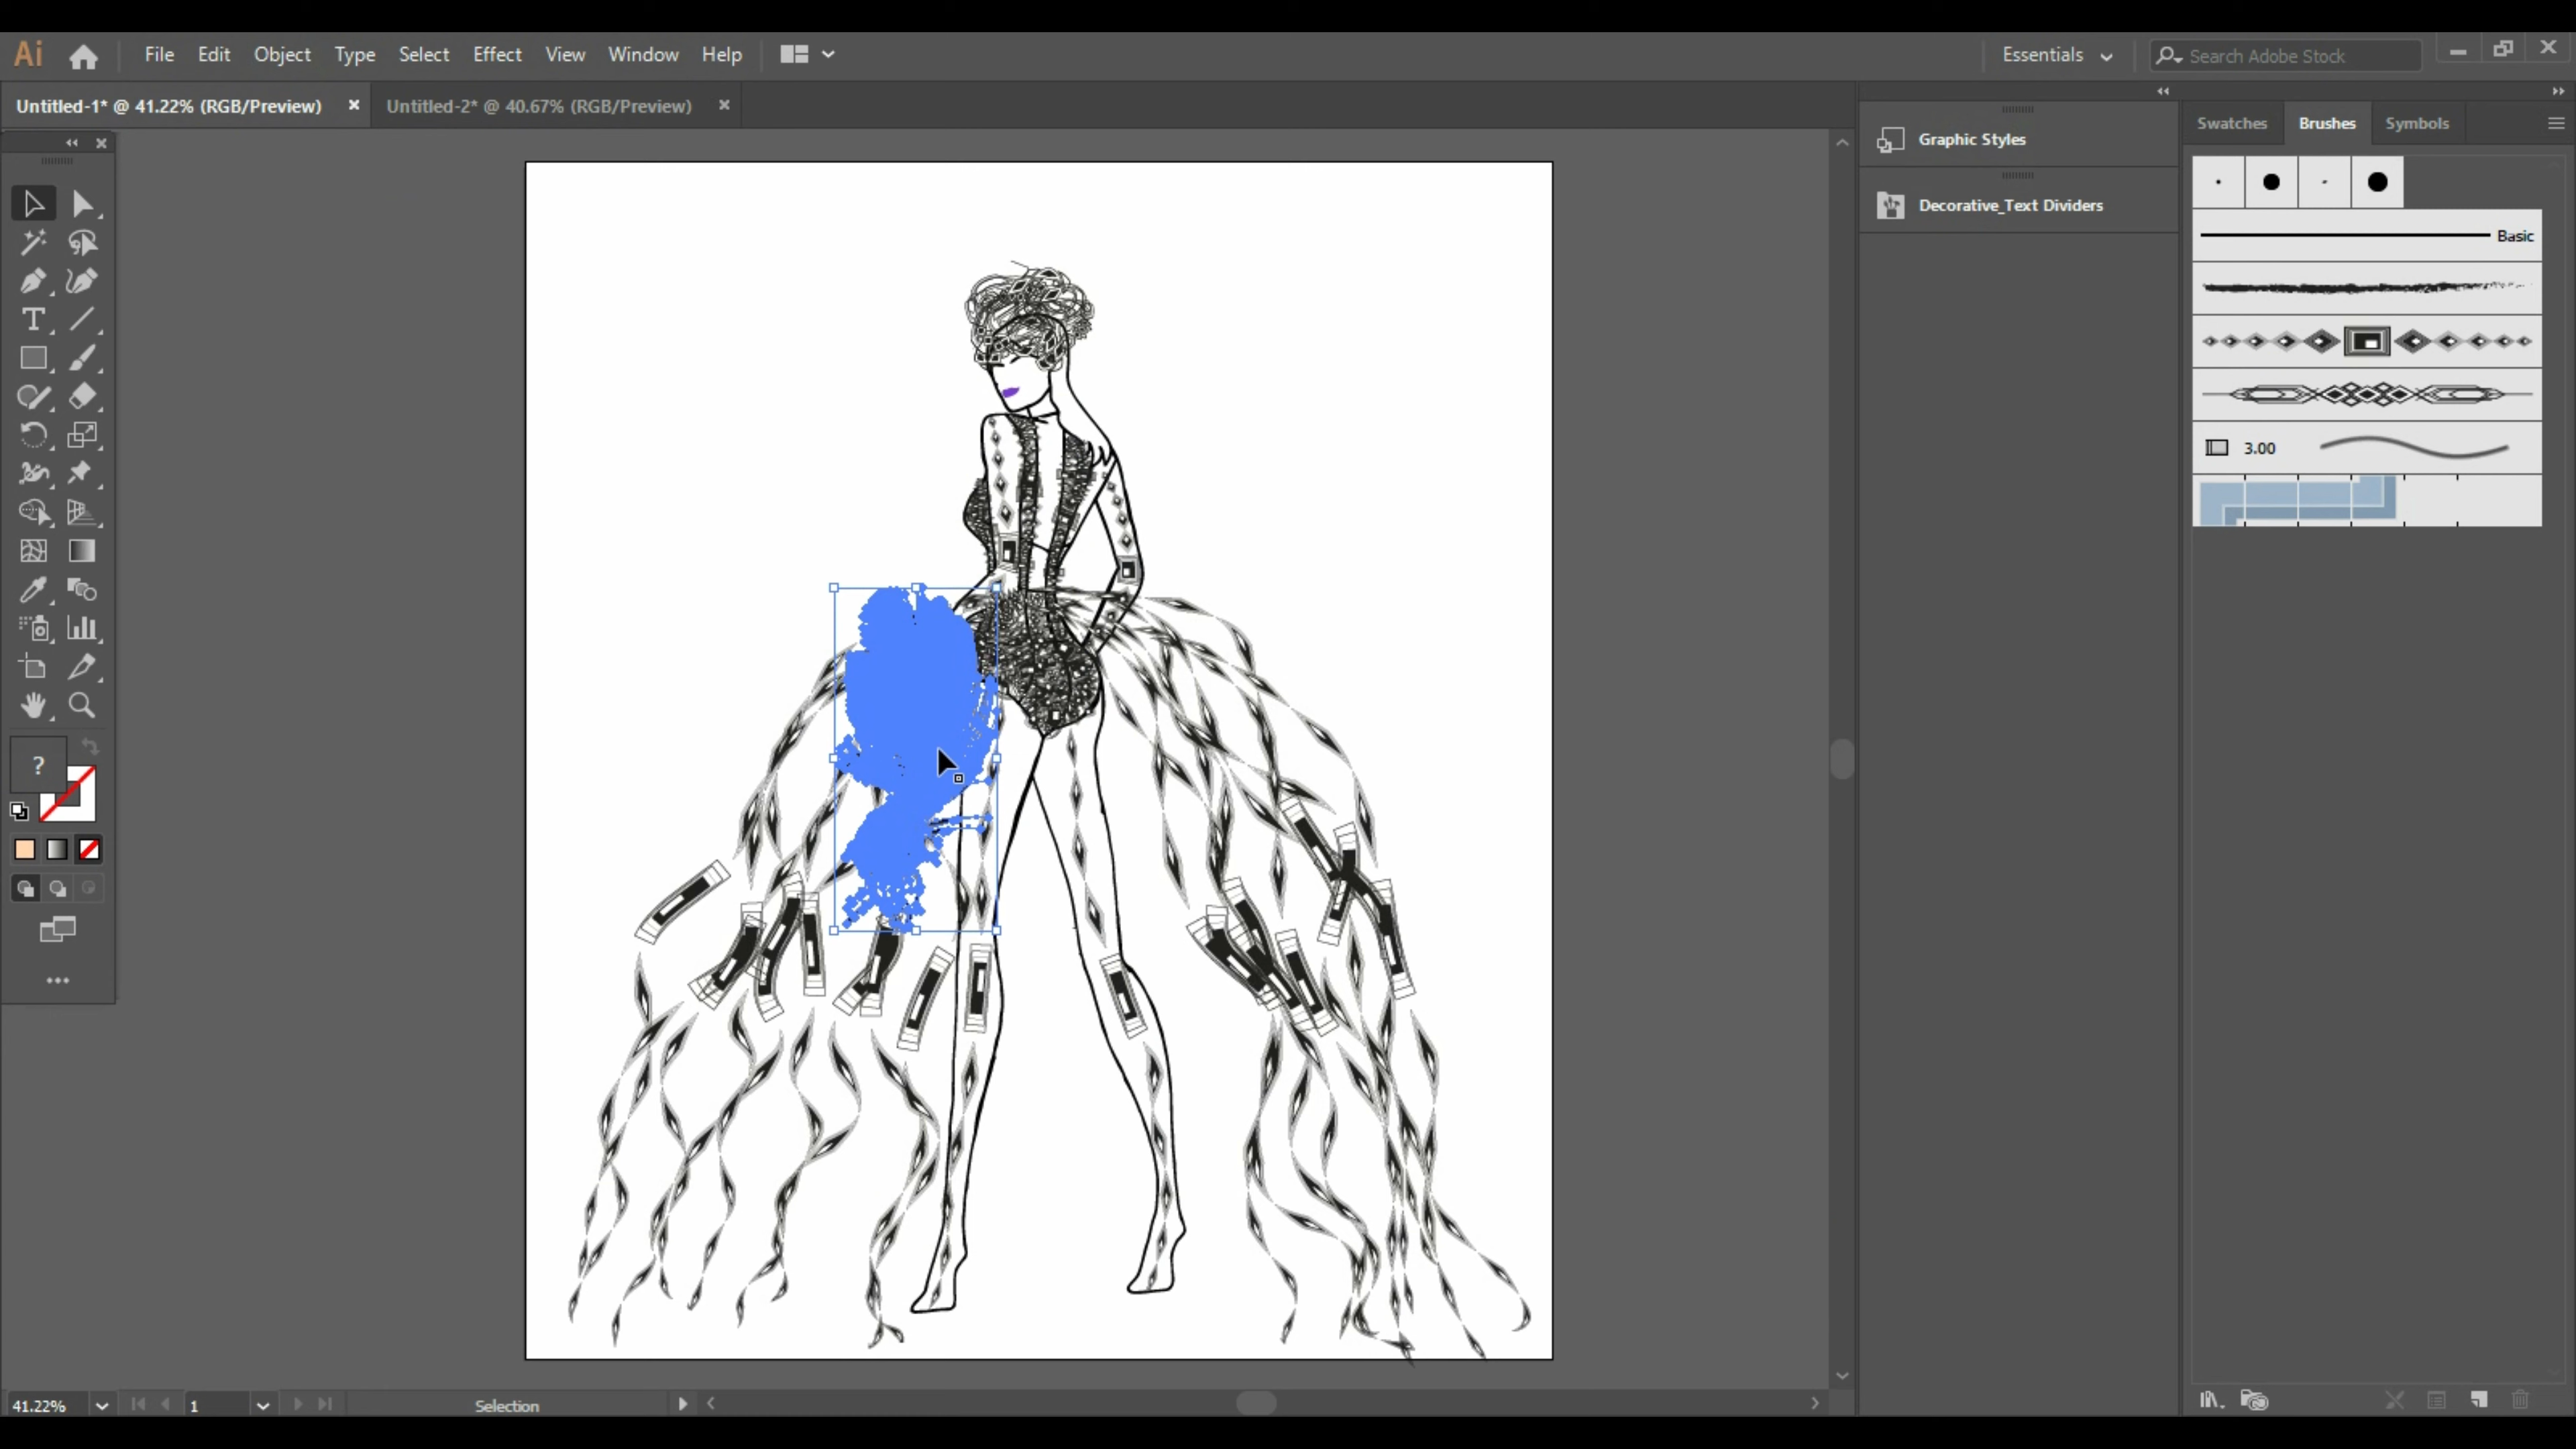 Ai File Edit Object Type Select Effect View Window Help Essentials Search Adobe Stock
Untitled-1* @ 41.22% (RGB/Preview) Untitled-2* @ 40.67% (RGB/Preview)
Graphic Styles
Decorative_Text Dividers
Swatches Brushes Symbols
Basic
3.00
T
?
41.22% 1 Selection